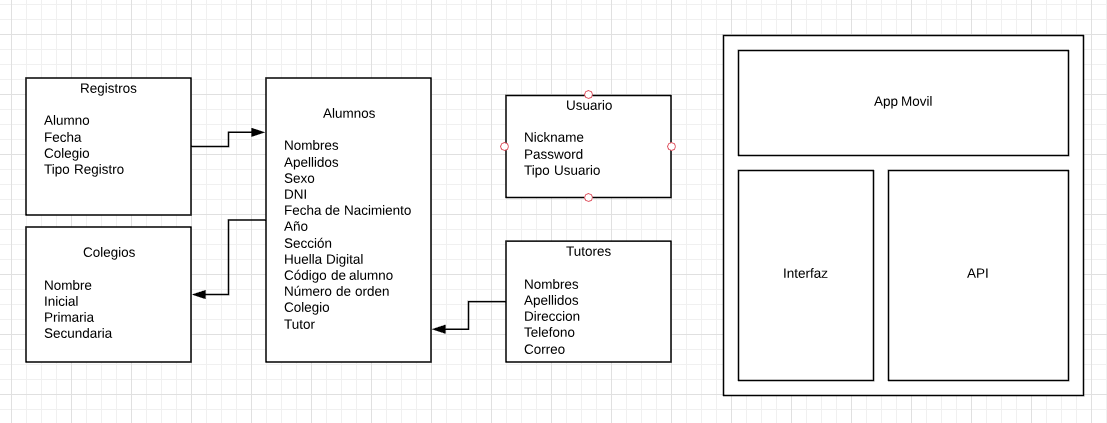 Registros
Alumno
Fecha
Colegio
Tipo Registro
Colegios
Nombre
Inicial
Primaria
Secundaria
Alumnos
Nombres
Apellidos
Sexo
DNI
Fecha de Nacimiento
Año
Sección
Huella Digital
Código de alumno
Número de orden
Colegio
Tutor
Usuario
Nickname
Password
Tipo Usuario
Tutores
Nombres
Apellidos
Direccion
Telefono
Correo
App Movil
Interfaz
API